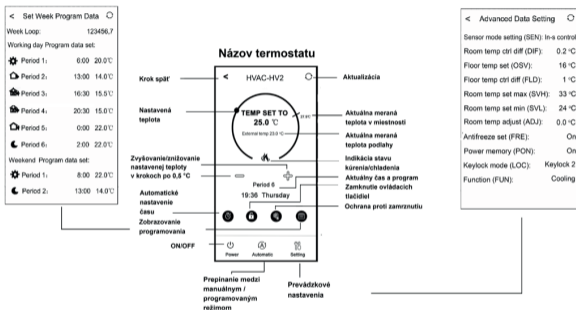 < Set Week Program Data
Week Loop: 123456,7
Working day Program data set:
Period 1: 6:00 20.0℃
Period 2: 13:00 14.0℃
Period 3: 16:30 15.5℃
Period 4: 20:30 15.0℃
Period 5: 0:00 22.0℃
Period 6: 2:00 22.0℃
Weekend Program data set:
Period 1: 8:00 22.0℃
Period 2: 13:00 14.0℃
Názov termostatu
Krok späť
Nastavená
teplota
Zvyšovanie/znižovanie
nastavenej teploty
v krokoch po 0,5 °C
Automatické
nastavenie
času
Zobrazovanie
programovania
ON/OFF
< HVAC-HV2
TEMP SET TO
25.0 ℃
External temp 23.0 ℃
Period 6
19:36 Thursday
Power Automatic Setting
Prepínanie medzi
manuálnym /
programovaným
režimom
Prevádzkové
nastavenia
Aktualizácia
Aktuálna meraná
teplota v miestnosti
Aktuálna meraná
teplota podlahy
Indikácia stavu
kúrenia/chladenia
Aktuálny čas a program
Zamknutie ovládacích
tlačidiel
Ochrana proti zamrznutiu
< Advanced Data Setting
Sensor mode setting (SEN): In-a control
Room temp ctrl diff (DIF): 0.2 ℃
Floor temp set (OSV): 16 ℃
Floor temp ctrl diff (FLD): 1 ℃
Room temp set max (SVH): 33 ℃
Room temp set min (SVL): 24 ℃
Room temp adjust (ADJ): 0.0 ℃
Antifreeze set (FRE): On
Power memory (PON): On
Keylock mode (LOC): Keylock 2
Function (FUN): Cooling